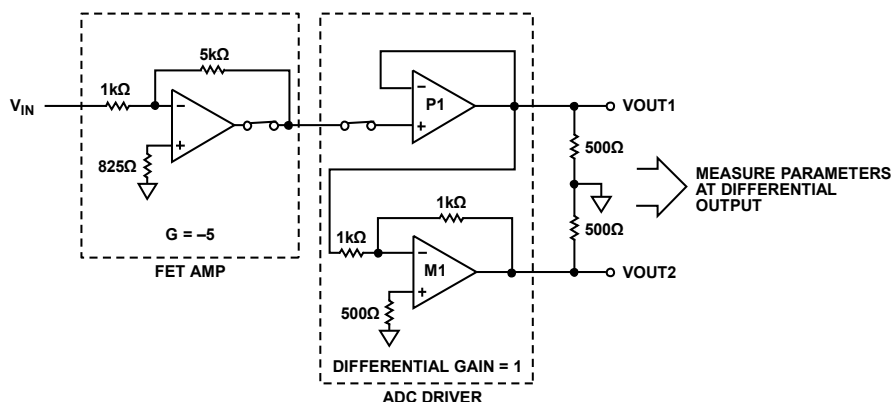 5kΩ
1kΩ
V_IN
–
+
825Ω
G = –5
FET AMP
–
P1
+
VOUT1
500Ω
500Ω
MEASURE PARAMETERS
AT DIFFERENTIAL
OUTPUT
1kΩ
1kΩ
–
M1
+
VOUT2
500Ω
DIFFERENTIAL GAIN = 1
ADC DRIVER